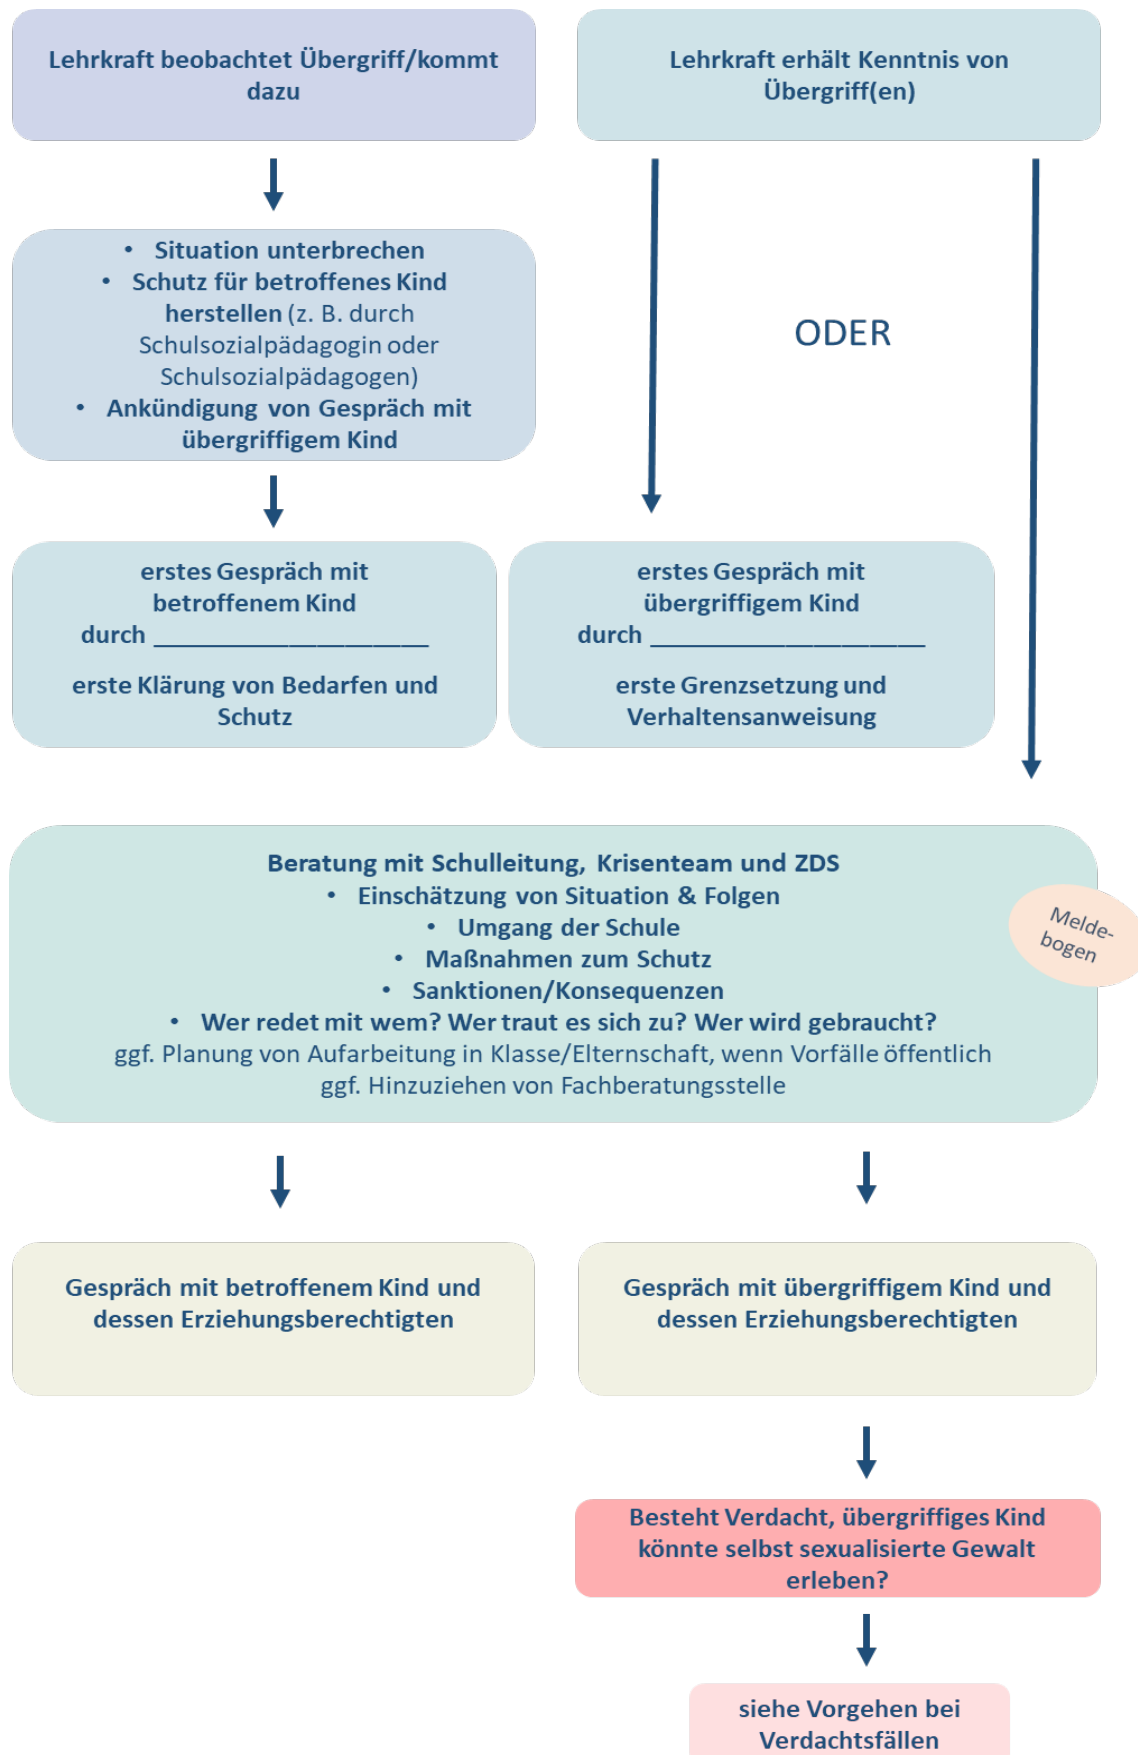 Lehrkraft beobachtet Übergriff/kommt
dazu
Lehrkraft erhält Kenntnis von
Übergriff(en)
• Situation unterbrechen
• Schutz für betroffenes Kind
herstellen (z. B. durch
Schulsozialpädagogin oder
Schulsozialpädagogen)
• Ankündigung von Gespräch mit
übergriffigem Kind
ODER
erstes Gespräch mit
betroffenem Kind
durch ____________________
erste Klärung von Bedarfen und
Schutz
erstes Gespräch mit
übergriffigem Kind
durch ____________________
erste Grenzsetzung und
Verhaltensanweisung
Beratung mit Schulleitung, Krisenteam und ZDS
• Einschätzung von Situation & Folgen
• Umgang der Schule
• Maßnahmen zum Schutz
• Sanktionen/Konsequenzen
• Wer redet mit wem? Wer traut es sich zu? Wer wird gebraucht?
ggf. Planung von Aufarbeitung in Klasse/Elternschaft, wenn Vorfälle öffentlich
ggf. Hinzuziehen von Fachberatungsstelle
Melde-
bogen
Gespräch mit betroffenem Kind und
dessen Erziehungsberechtigten
Gespräch mit übergriffigem Kind und
dessen Erziehungsberechtigten
Besteht Verdacht, übergriffiges Kind
könnte selbst sexualisierte Gewalt
erleben?
siehe Vorgehen bei
Verdachtsfällen